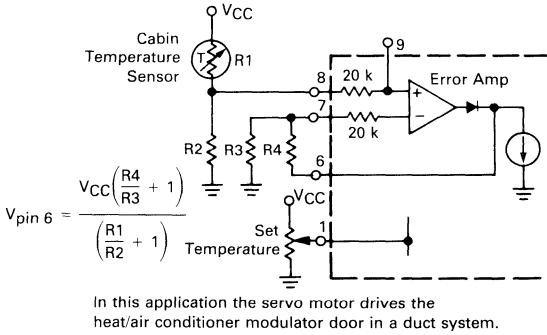 VCC
Cabin
Temperature
Sensor
T
R1
9
8
20 k
Error Amp
+
7
−
20 k
R2
R3
R4
6
Vpin 6 = VCC(R4/R3 + 1) / (R1/R2 + 1)
VCC
Set
Temperature
1
In this application the servo motor drives the
heat/air conditioner modulator door in a duct system.